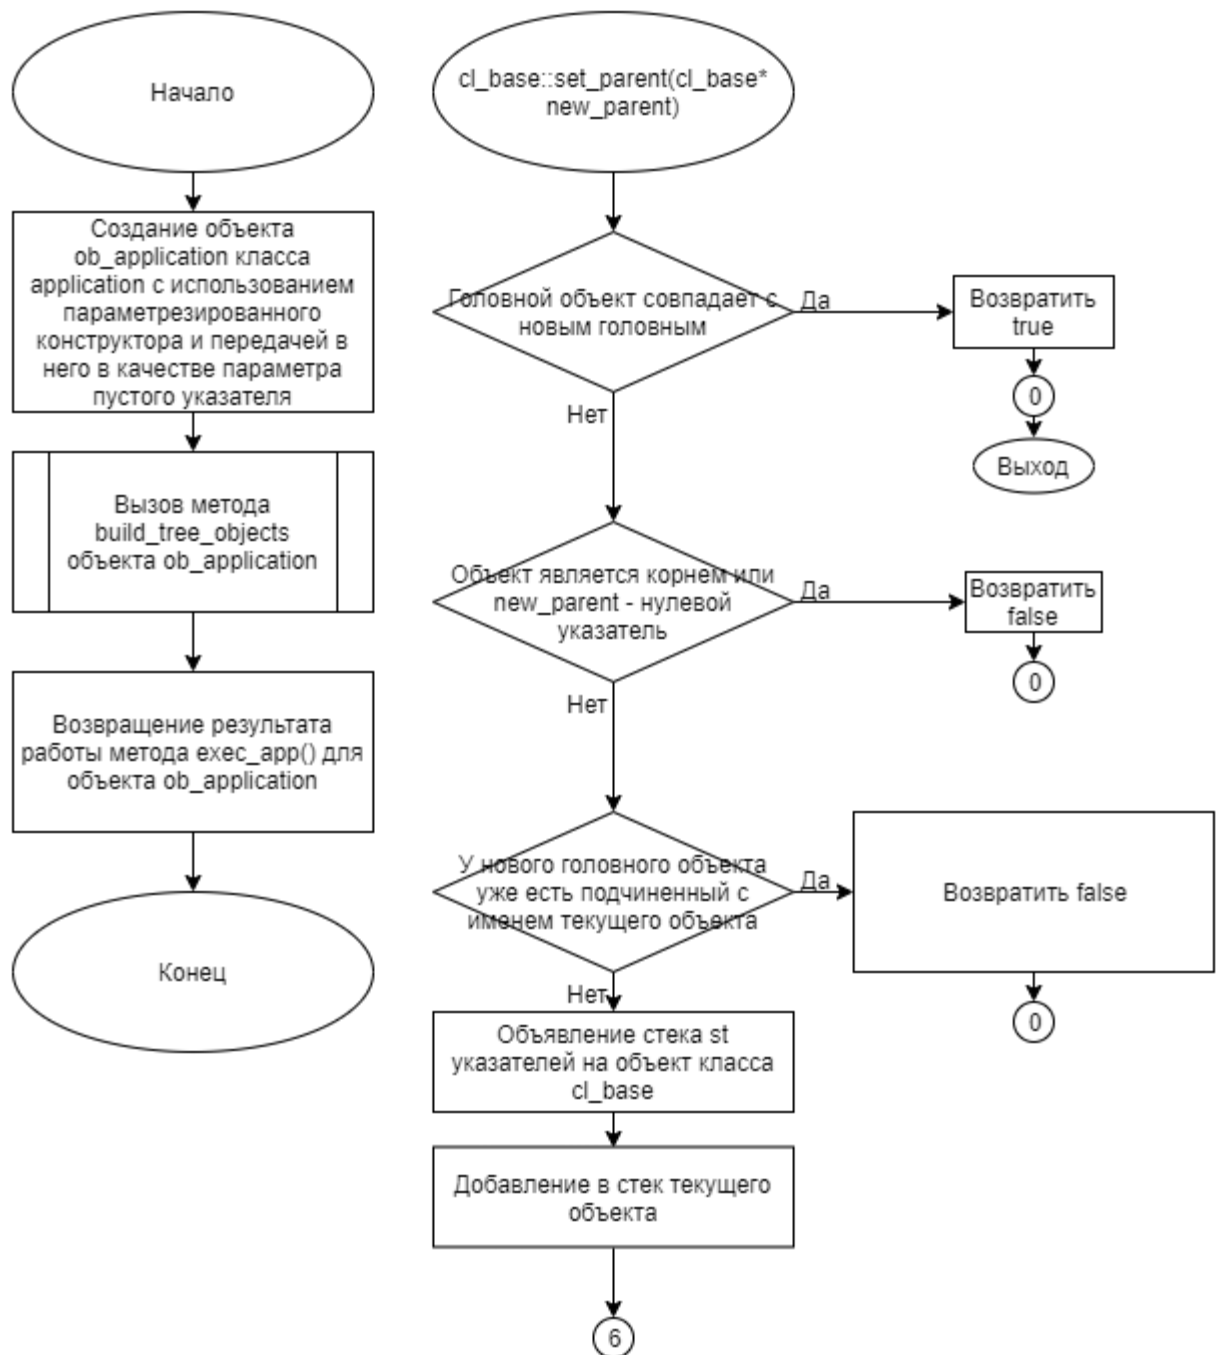 Начало
Создание объекта
ob_application класса
application с использованием
параметрезированного
конструктора и передачей в
него в качестве параметра
пустого указателя
Вызов метода
build_tree_objects
объекта ob_application
Возвращение результата
работы метода exec_app() для
объекта ob_application
Конец
cl_base::set_parent(cl_base*
new_parent)
Головной объект совпадает с
новым головным
Да
Возвратить
true
0
Выход
Нет
Объект является корнем или
new_parent - нулевой
указатель
Да
Возвратить
false
0
Нет
У нового головного объекта
уже есть подчиненный с
именем текущего объекта
Да
Возвратить false
0
Нет
Объявление стека st
указателей на объект класса
cl_base
Добавление в стек текущего
объекта
6